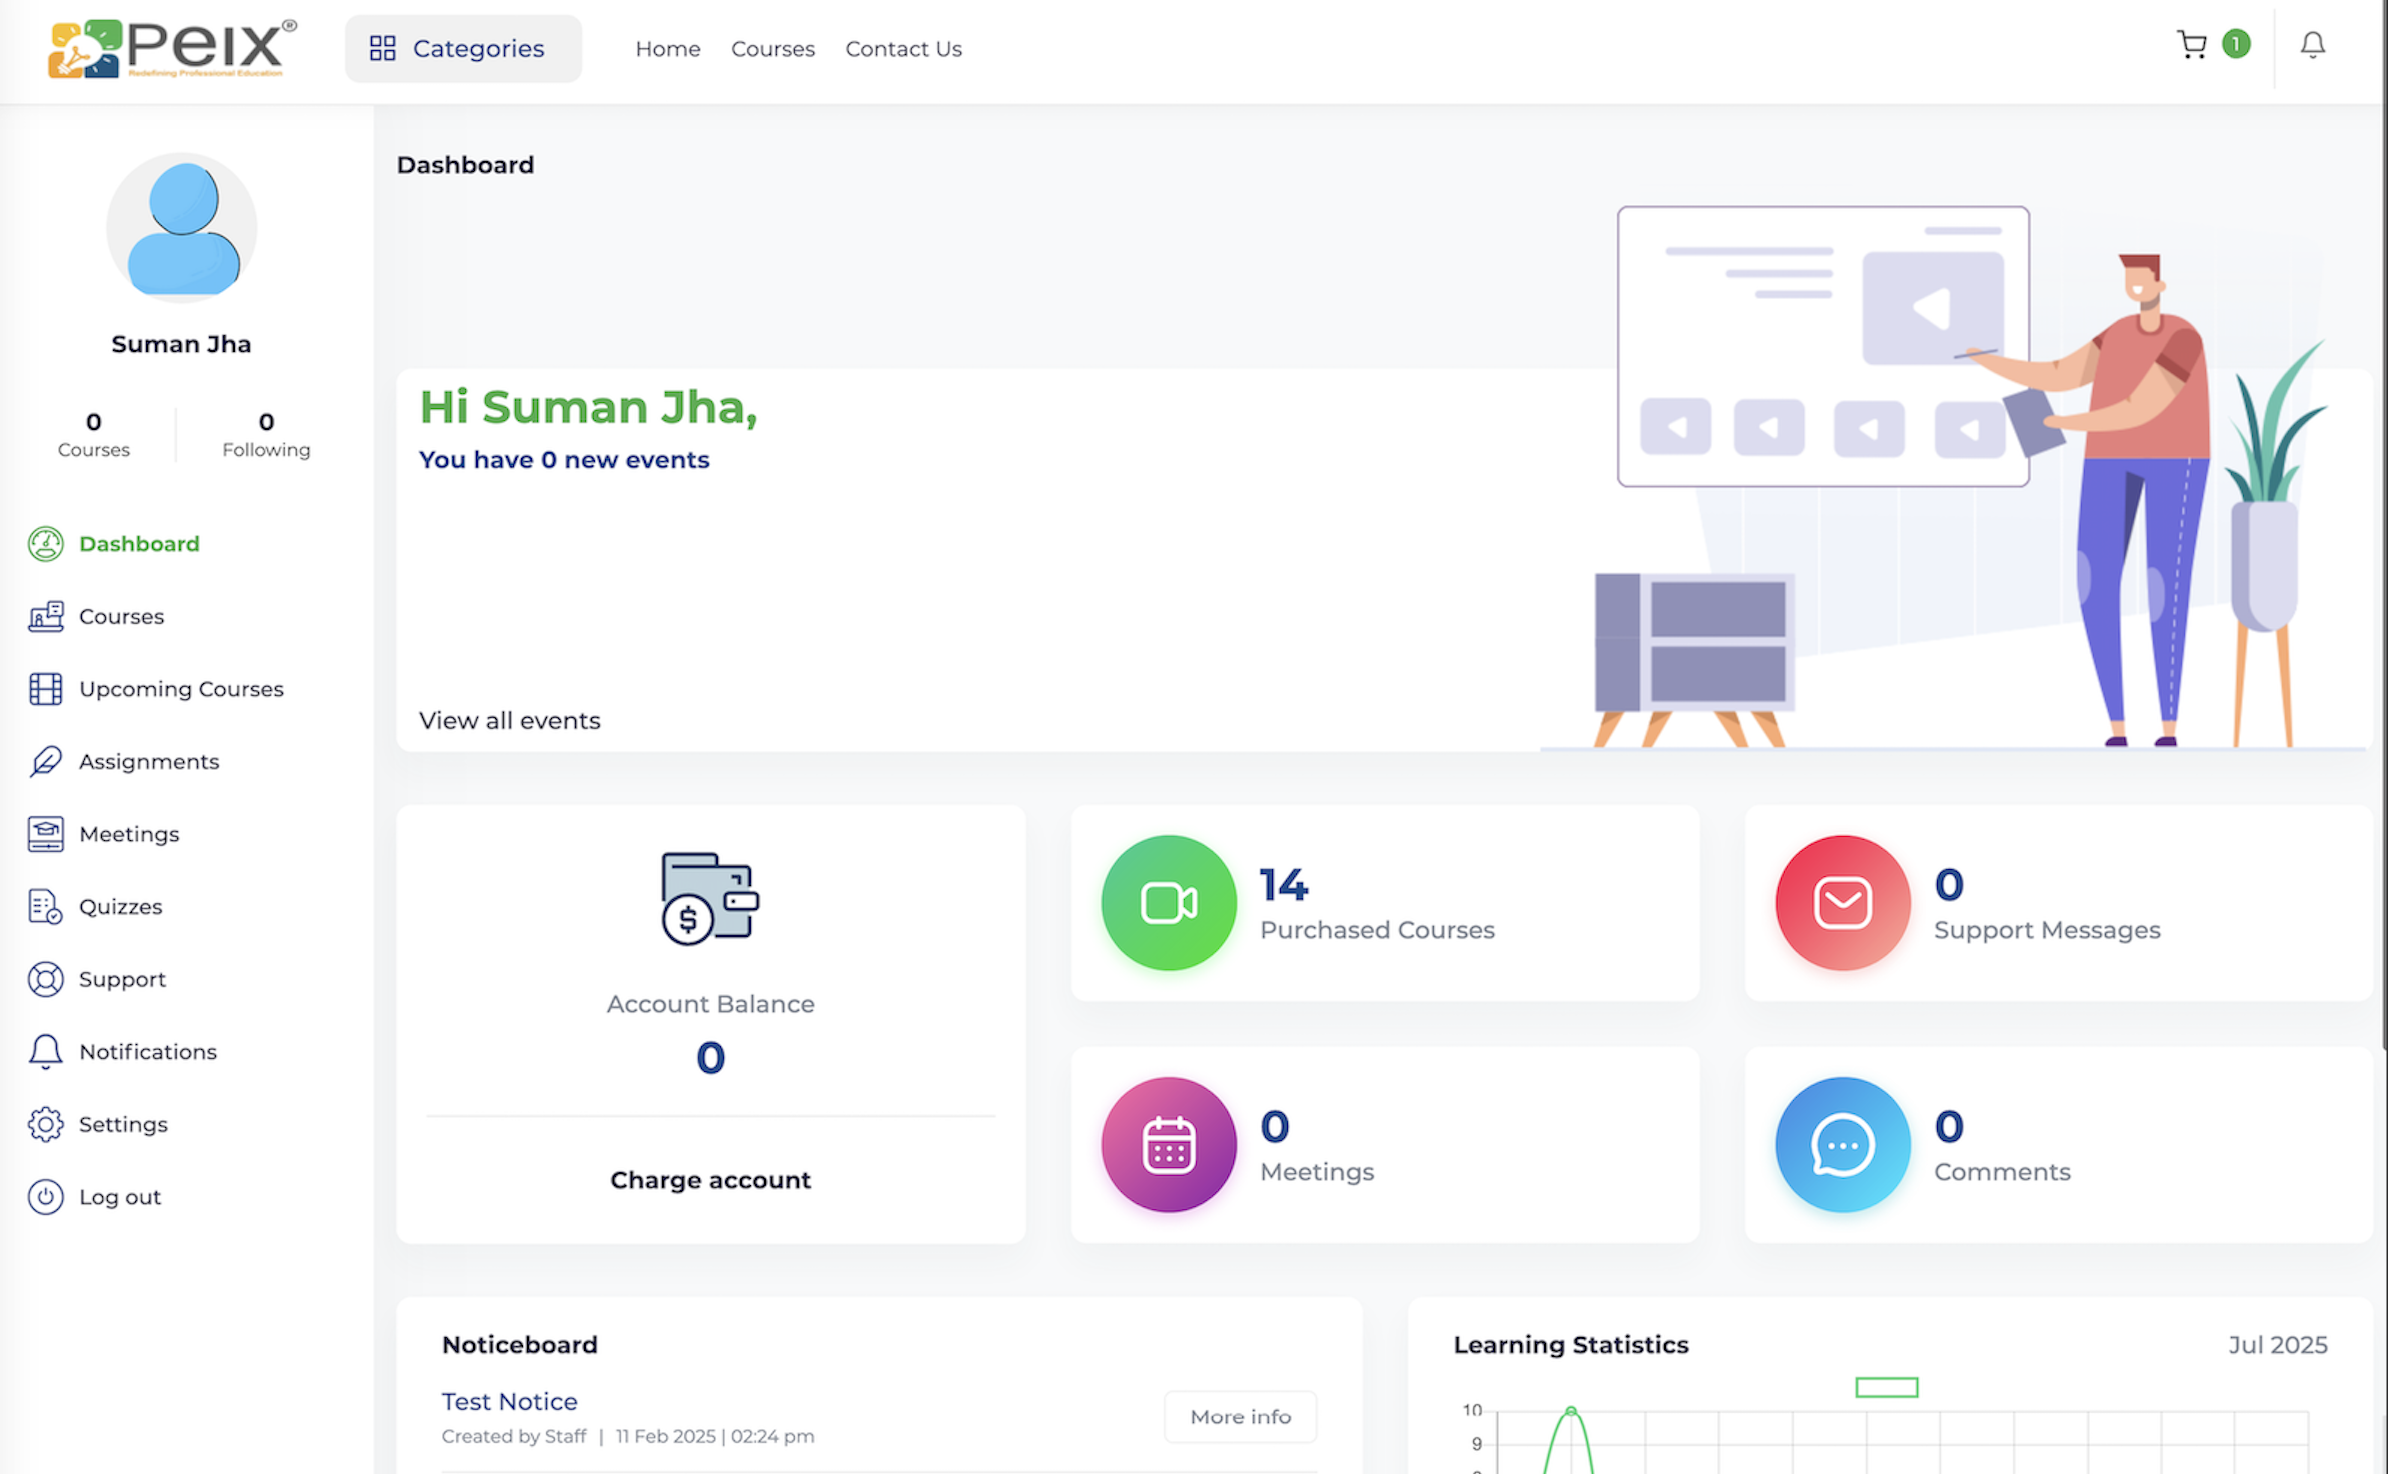 Peıx®
Redefining Professional Education
Categories
Home
Courses
Contact Us
1
Suman Jha
0
Courses
0
Following
Dashboard
Courses
Upcoming Courses
Assignments
Meetings
Quizzes
Support
Notifications
Settings
Log out
Dashboard
Hi Suman Jha,
You have 0 new events
View all events
$
Account Balance
0
Charge account
14
Purchased Courses
0
Support Messages
0
Meetings
0
Comments
Noticeboard
Test Notice
Created by Staff | 11 Feb 2025 | 02:24 pm
More info
Learning Statistics
Jul 2025
10
9